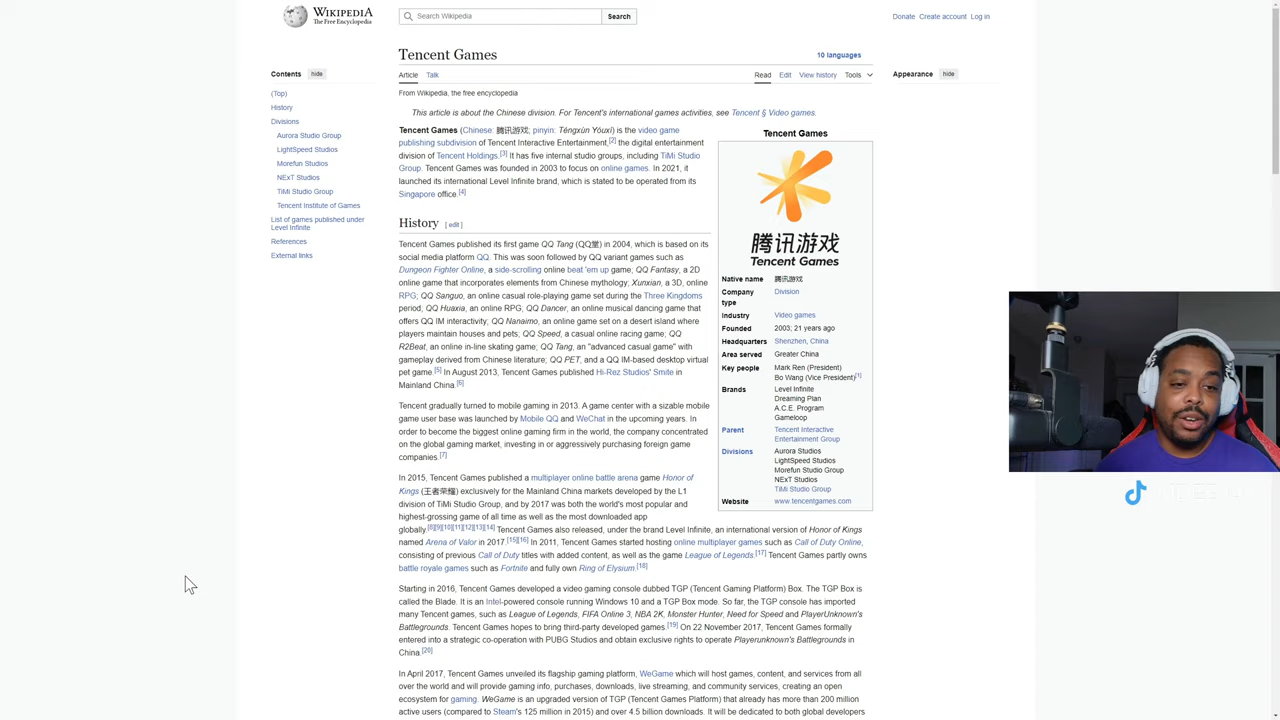 WIKIPEDIA
The Free Encyclopedia
Search Wikipedia
Search
Donate Create account Log in
Contents hide
(Top)
History
Divisions
Aurora Studio Group
LightSpeed Studios
Morefun Studios
NExT Studios
TiMi Studio Group
Tencent Institute of Games
List of games published under
Level Infinite
References
External links
Tencent Games
10 languages
Article Talk
Read Edit View history Tools
Appearance hide
From Wikipedia, the free encyclopedia
This article is about the Chinese division. For Tencent's international games activities, see Tencent § Video games.
Tencent Games (Chinese: 腾讯游戏; pinyin: Téngxùn Yóuxì) is the video game
publishing subdivision of Tencent Interactive Entertainment,[2] the digital entertainment
division of Tencent Holdings.[3] It has five internal studio groups, including TiMi Studio
Group. Tencent Games was founded in 2003 to focus on online games. In 2021, it
launched its international Level Infinite brand, which is stated to be operated from its
Singapore office.[4]
History [ edit ]
Tencent Games published its first game QQ Tang (QQ堂) in 2004, which is based on its
social media platform QQ. This was soon followed by QQ variant games such as
Dungeon Fighter Online, a side-scrolling online beat 'em up game; QQ Fantasy, a 2D
online game that incorporates elements from Chinese mythology; Xunxian, a 3D, online
RPG; QQ Sanguo, an online casual role-playing game set during the Three Kingdoms
period; QQ Huaxia, an online RPG; QQ Dancer, an online musical dancing game that
offers QQ IM interactivity; QQ Nanaimo, an online game set on a desert island where
players maintain houses and pets; QQ Speed, a casual online racing game; QQ
R2Beat, an online in-line skating game; QQ Tang, an "advanced casual game" with
gameplay derived from Chinese literature; QQ PET, and a QQ IM-based desktop virtual
pet game.[5] In August 2013, Tencent Games published Hi-Rez Studios' Smite in
Mainland China.[6]
Tencent gradually turned to mobile gaming in 2013. A game center with a sizable mobile
game user base was launched by Mobile QQ and WeChat in the upcoming years. In
order to become the biggest online gaming firm in the world, the company concentrated
on the global gaming market, investing in or aggressively purchasing foreign game
companies.[7]
In 2015, Tencent Games published a multiplayer online battle arena game Honor of
Kings (王者荣耀) exclusively for the Mainland China markets developed by the L1
division of TiMi Studio Group, and by 2017 was both the world's most popular and
highest-grossing game of all time as well as the most downloaded app
globally.[8][9][10][11][12][13][14] Tencent Games also released, under the brand Level Infinite, an international version of Honor of Kings
named Arena of Valor in 2017.[15][16] In 2011, Tencent Games started hosting online multiplayer games such as Call of Duty Online,
consisting of previous Call of Duty titles with added content, as well as the game League of Legends.[17] Tencent Games partly owns
battle royale games such as Fortnite and fully own Ring of Elysium.[18]
Starting in 2016, Tencent Games developed a video gaming console dubbed TGP (Tencent Gaming Platform) Box. The TGP Box is
called the Blade. It is an Intel-powered console running Windows 10 and a TGP Box mode. So far, the TGP console has imported
many Tencent games, such as League of Legends, FIFA Online 3, NBA 2K, Monster Hunter, Need for Speed and PlayerUnknown's
Battlegrounds. Tencent Games hopes to bring third-party developed games.[19] On 22 November 2017, Tencent Games formally
entered into a strategic co-operation with PUBG Studios and obtain exclusive rights to operate Playerunknown's Battlegrounds in
China.[20]
In April 2017, Tencent Games unveiled its flagship gaming platform, WeGame which will host games, content, and services from all
over the world and will provide gaming info, purchases, downloads, live streaming, and community services, creating an open
ecosystem for gaming. WeGame is an upgraded version of TGP (Tencent Games Platform) that already has more than 200 million
active users (compared to Steam's 125 million in 2015) and over 4.5 billion downloads. It will be dedicated to both global developers
Tencent Games
腾讯游戏
Tencent Games
Native name 腾讯游戏
Company Division
type
Industry Video games
Founded 2003; 21 years ago
Headquarters Shenzhen, China
Area served Greater China
Key people Mark Ren (President)
Bo Wang (Vice President)[1]
Brands Level Infinite
Dreaming Plan
A.C.E. Program
Gameloop
Parent Tencent Interactive
Entertainment Group
Divisions Aurora Studios
LightSpeed Studios
Morefun Studio Group
NExT Studios
TiMi Studio Group
Website www.tencentgames.com